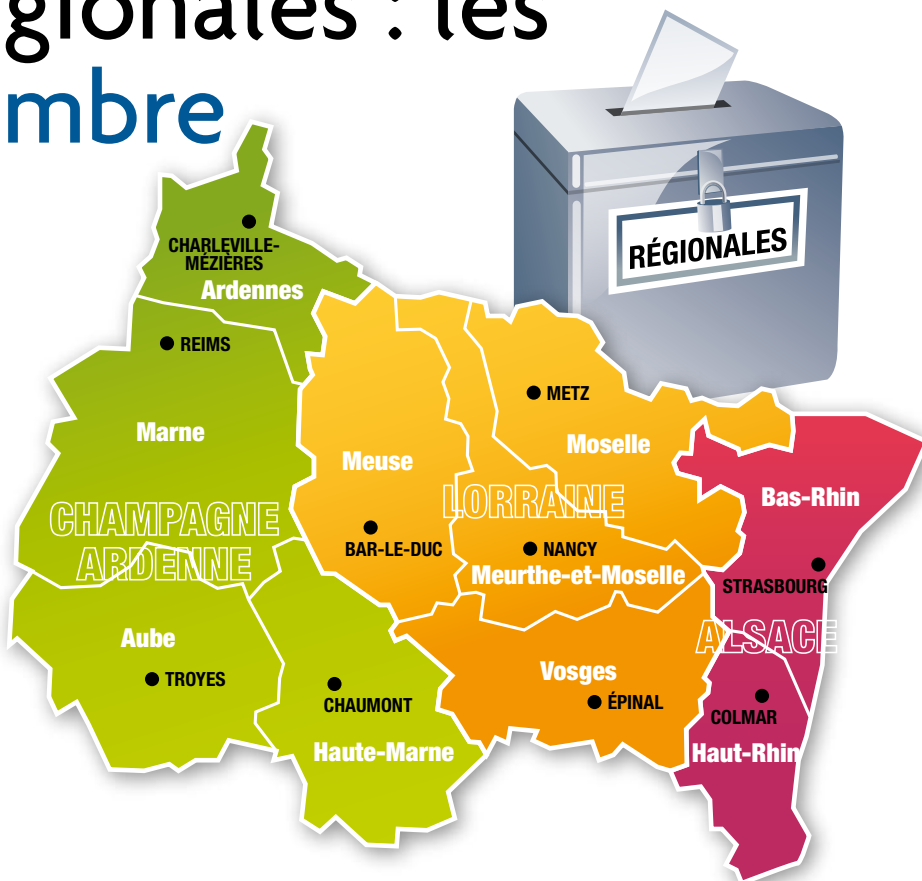 gionales : les
mbre
RÉGIONALES
CHARLEVILLE-
MÉZIÈRES
Ardennes
REIMS
Marne
CHAMPAGNE
ARDENNE
Aube
TROYES
CHAUMONT
Haute-Marne
Meuse
BAR-LE-DUC
METZ
Moselle
LORRAINE
NANCY
Meurthe-et-Moselle
Vosges
ÉPINAL
Bas-Rhin
STRASBOURG
ALSACE
COLMAR
Haut-Rhin